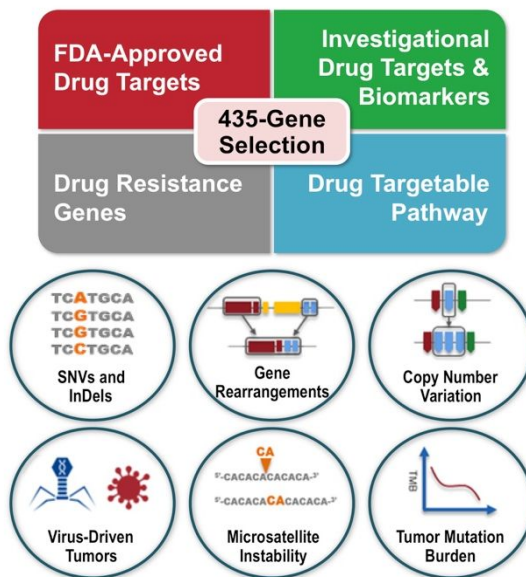 FDA-Approved
Drug Targets
Investigational
Drug Targets &
Biomarkers
435-Gene
Selection
Drug Resistance
Genes
Drug Targetable
Pathway
TCATGCA
TCGTGCA
TCGTGCA
TCCTGCA
SNVs and
InDels
Gene
Rearrangements
Copy Number
Variation
Virus-Driven
Tumors
CA
5'-CACACACACACA-3'
5'-CACACACACACACA-3'
Microsatellite
Instability
TMB
Tumor Mutation
Burden